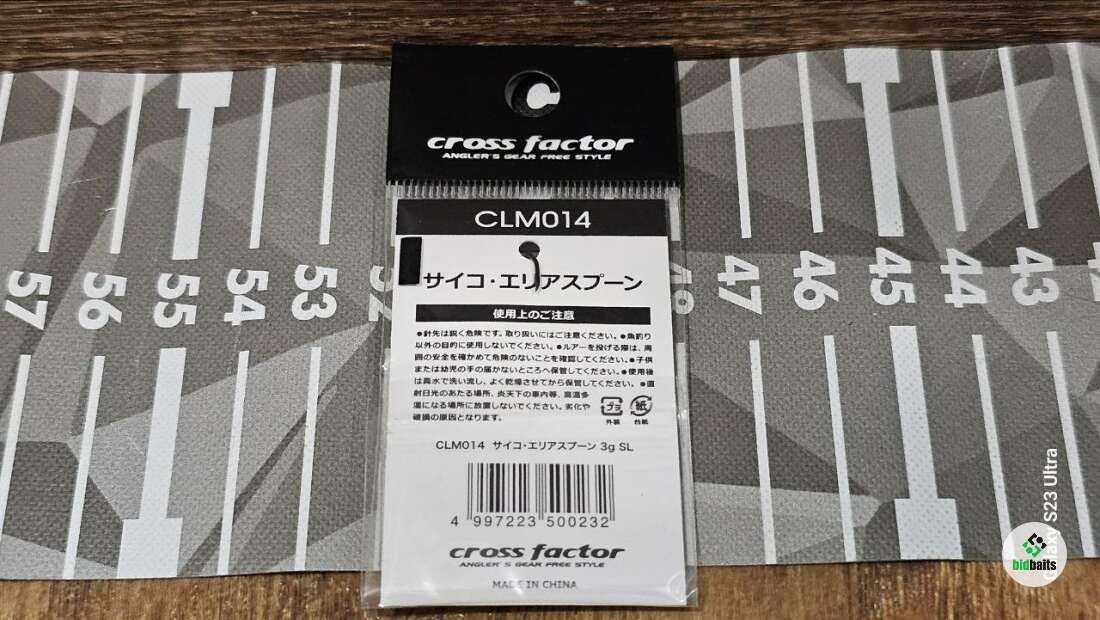 cross factor
ANGLER'S GEAR FREE STYLE
CLM014
サイコ・エリアスプーン
使用上のご注意
●針先は鋭く危険です。取り扱いにはご注意ください。●魚釣り
以外の目的に使用しないでください。●ルアーを投げる際は、周
囲の安全を確かめて危険のないことを確認してください。●子供
または幼児の手の届かないところへ保管してください。●使用後
は真水で洗い流し、よく乾燥させてから保管してください。●直
射日光のあたる場所、炎天下の車内等、高温多
湿になる場所に放置しないでください。劣化や
破損の原因となります。
プラ
外装
紙
台紙
CLM014 サイコ・エリアスプーン 3g SL
4 997223 500232
cross factor
ANGLER'S GEAR FREE STYLE
MADE IN CHINA
57 56 55 54 53 48 47 46 45 44 43
Galaxy S23 Ultra
bidbaits